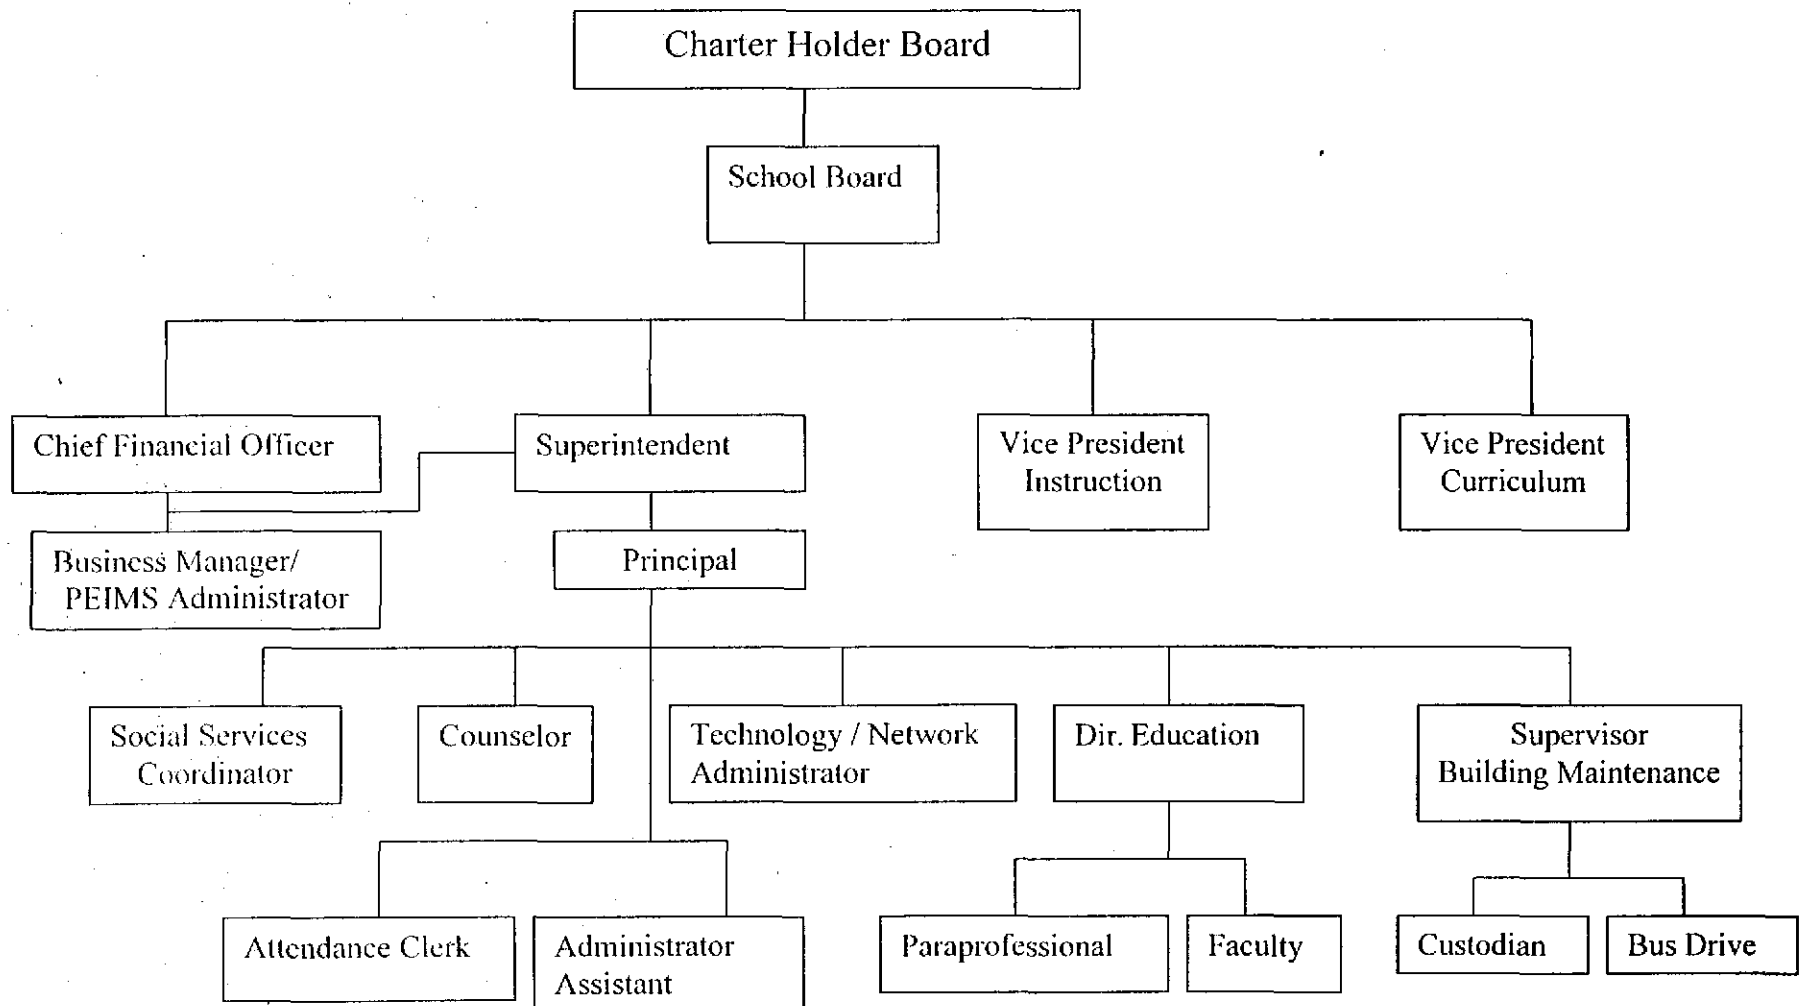 Charter Holder Board
School Board
Chief Financial Officer
Superintendent
Vice President
Instruction
Vice President
Curriculum
Business Manager/
PEIMS Administrator
Principal
Social Services
Coordinator
Counselor
Technology / Network
Administrator
Dir. Education
Supervisor
Building Maintenance
Attendance Clerk
Administrator
Assistant
Paraprofessional
Faculty
Custodian
Bus Drive